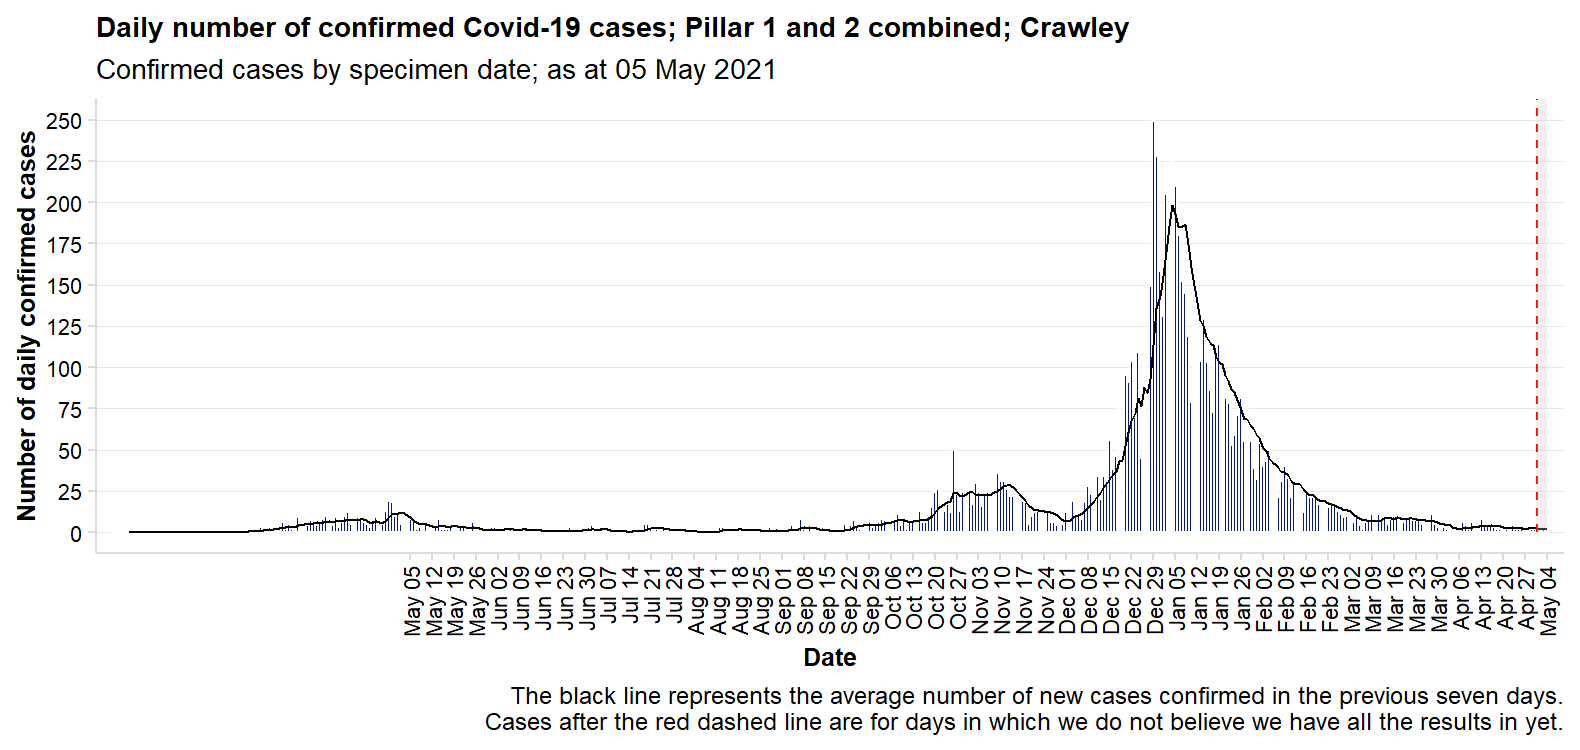 Daily number of confirmed Covid-19 cases; Pillar 1 and 2 combined; Crawley
Confirmed cases by specimen date; as at 05 May 2021
Number of daily confirmed cases
250
225
200
175
150
125
100
75
50
25
0
May 05
May 12
May 19
May 26
Jun 02
Jun 09
Jun 16
Jun 23
Jun 30
Jul 07
Jul 14
Jul 21
Jul 28
Aug 04
Aug 11
Aug 18
Aug 25
Sep 01
Sep 08
Sep 15
Sep 22
Sep 29
Oct 06
Oct 13
Oct 20
Oct 27
Nov 03
Nov 10
Nov 17
Nov 24
Dec 01
Dec 08
Dec 15
Dec 22
Dec 29
Jan 05
Jan 12
Jan 19
Jan 26
Feb 02
Feb 09
Feb 16
Feb 23
Mar 02
Mar 09
Mar 16
Mar 23
Mar 30
Apr 06
Apr 13
Apr 20
Apr 27
May 04
Date
The black line represents the average number of new cases confirmed in the previous seven days.
Cases after the red dashed line are for days in which we do not believe we have all the results in yet.